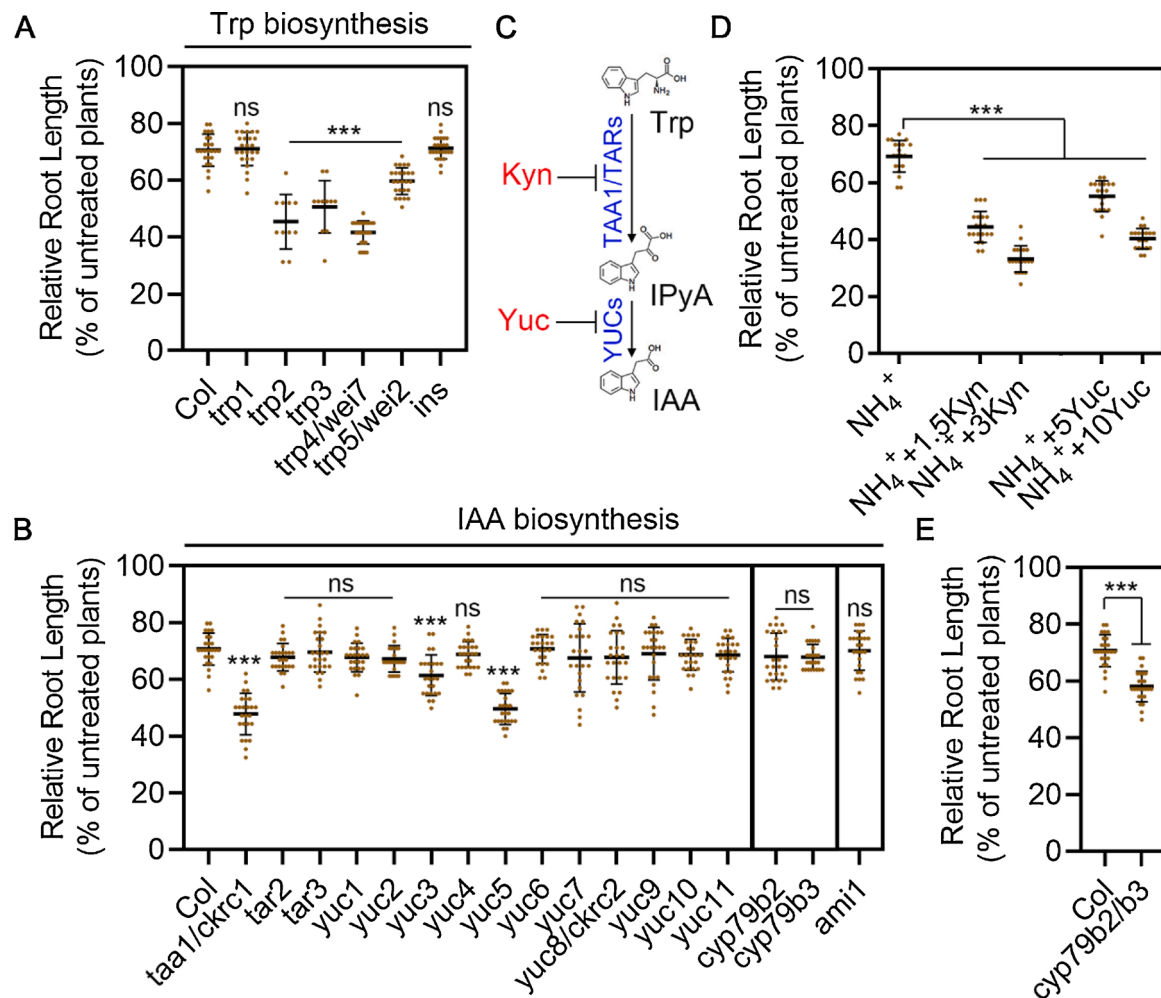 A
Trp biosynthesis
Relative Root Length
(% of untreated plants)
100
80
60
40
20
0
ns
***
ns
Col
trp1
trp2
trp3
trp4/wei7
trp5/wei2
ins
C
O
OH
NH2
N
H
Trp
Kyn
TAA1/TARs
O
OH
O
N
H
IPyA
Yuc
YUCs
OH
O
N
H
IAA
D
Relative Root Length
(% of untreated plants)
100
80
60
40
20
0
***
NH4+
NH4+ +1.5Kyn
NH4+ +3Kyn
NH4+ +5Yuc
NH4+ +10Yuc
B
IAA biosynthesis
Relative Root Length
(% of untreated plants)
100
80
60
40
20
0
***
ns
***
ns
***
ns
ns
ns
Col
taa1/ckrc1
tar2
tar3
yuc1
yuc2
yuc3
yuc4
yuc5
yuc6
yuc7
yuc8/ckrc2
yuc9
yuc10
yuc11
cyp79b2
cyp79b3
ami1
E
Relative Root Length
(% of untreated plants)
100
80
60
40
20
0
***
Col
cyp79b2/b3